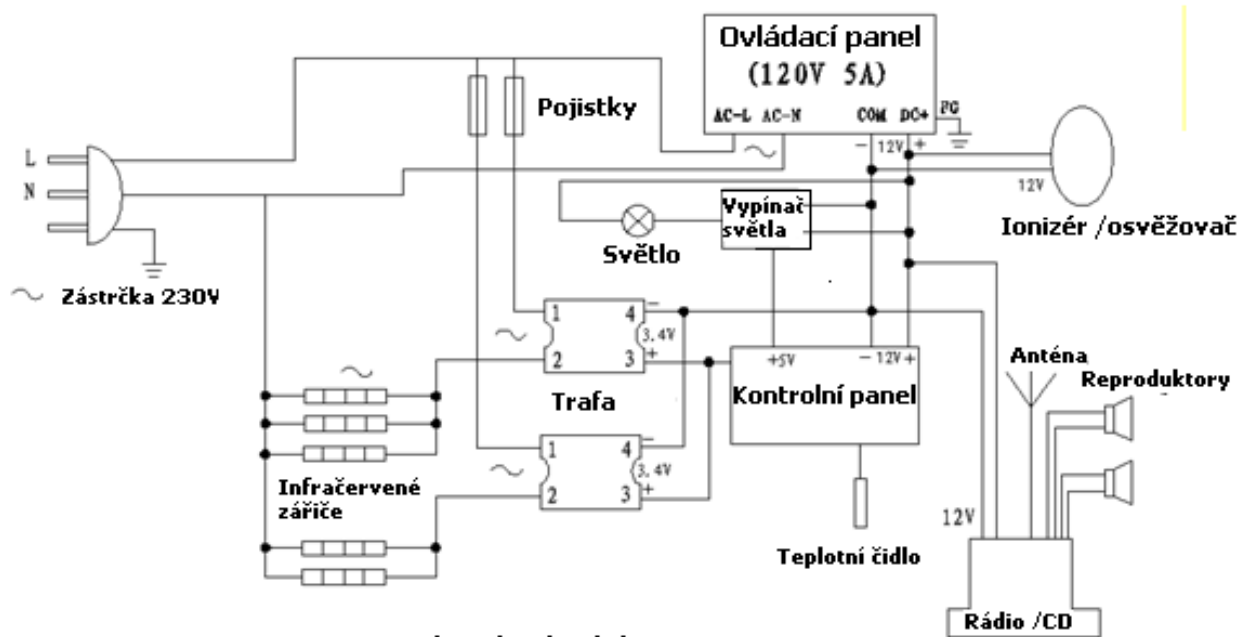 Ovládací panel
(120V 5A)
AC-L AC-N COM DC+ FG
Pojistky
L
N
~
- 12V +
12V
Ionizér /osvěžovač
Vypínač
světla
Světlo
~ Zástrčka 230V
1 4 -
~ 3.4V
2 3 +
+5V - 12V +
Kontrolní panel
Trafa
Anténa
Reproduktory
~
1 4 -
~ 3.4V
2 3 +
Infračervené
zářiče
12V
Teplotní čidlo
Rádio /CD